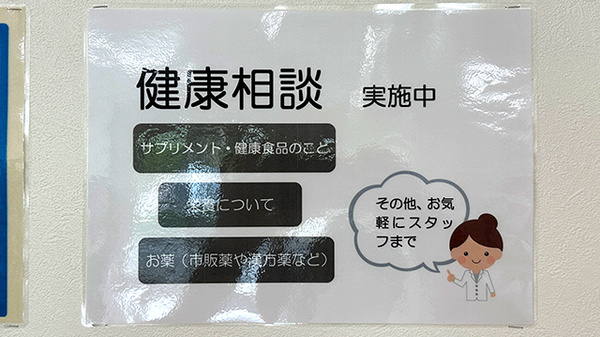 健康相談 実施中
サプリメント・健康食品のこと
栄養について
お薬（市販薬や漢方薬など）
その他、お気
軽にスタッ
フまで